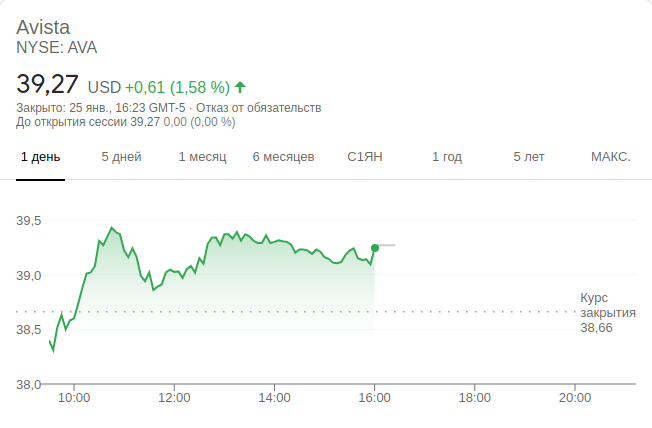 Avista
NYSE: AVA
39,27 USD +0,61 (1,58 %)
Закрыто: 25 янв., 16:23 GMT-5 · Отказ от обязательств
До открытия сессии 39,27 0,00 (0,00 %)
1 день 5 дней 1 месяц 6 месяцев С1ЯН 1 год 5 лет МАКС.
39,5
39,0
Курс
закрытия
38,66
38,5
38,0
10:00 12:00 14:00 16:00 18:00 20:00